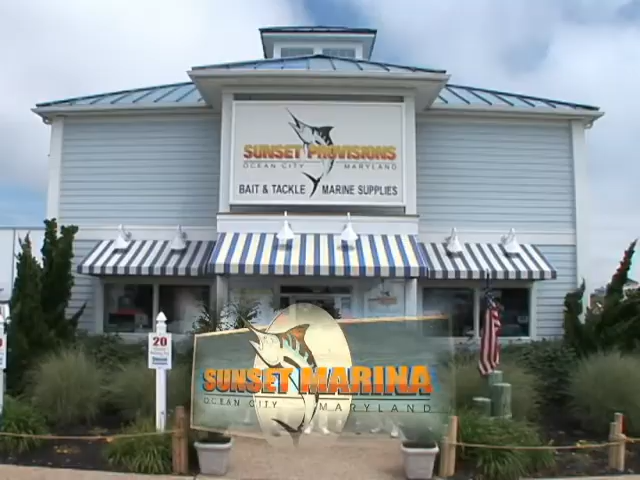 SUNSET PROVISIONS
OCEAN CITY MARYLAND
BAIT & TACKLE MARINE SUPPLIES
20
SUNSET MARINA
OCEAN CITY MARYLAND